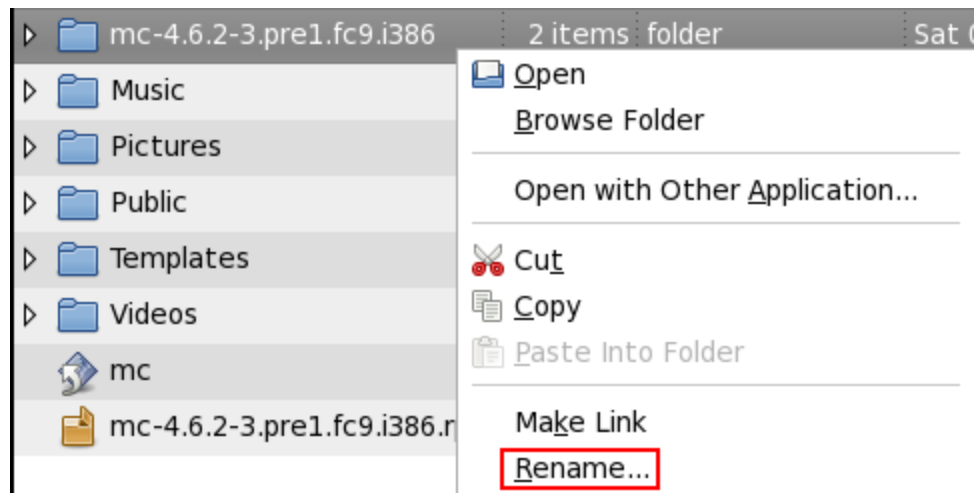 mc-4.6.2-3.pre1.fc9.i386 2 items folder Sat
Music
Pictures
Public
Templates
Videos
mc
mc-4.6.2-3.pre1.fc9.i386.r
Open
Browse Folder
Open with Other Application...
Cut
Copy
Paste Into Folder
Make Link
Rename...